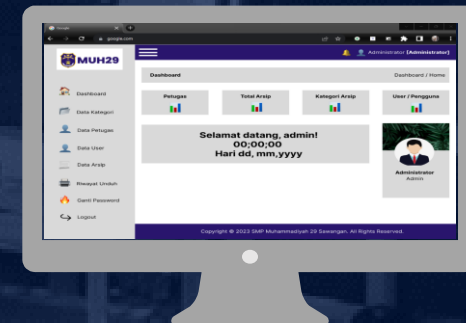 Google
google.com
MUH29
Administrator [Administrator]
Dashboard
Dashboard / Home
Dashboard
Data Kategori
Data Petugas
Data User
Data Arsip
Riwayat Unduh
Ganti Password
Logout
Petugas
Total Arsip
Kategori Arsip
User / Pengguna
Selamat datang, admin!
00;00;00
Hari dd, mm,yyyy
Administrator
Admin
Copyright © 2023 SMP Muhammadiyah 29 Sawangan. All Rights Reserved.